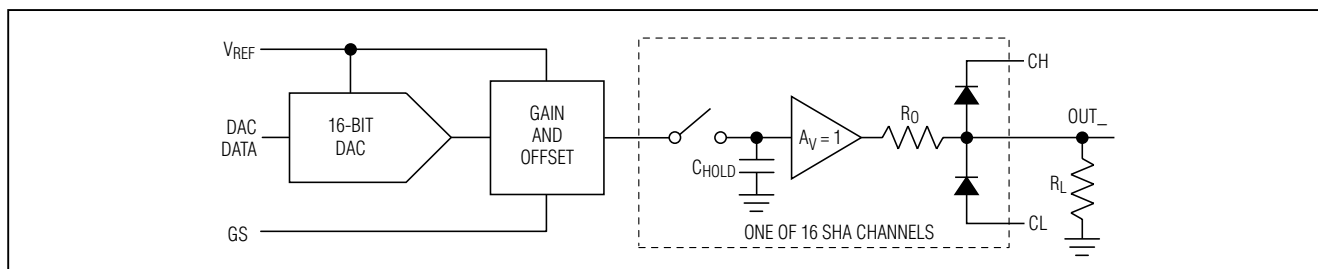 VREF
DAC
DATA
16-BIT
DAC
GAIN
AND
OFFSET
GS
CHOLD
AV = 1
RO
CH
OUT_
RL
CL
ONE OF 16 SHA CHANNELS